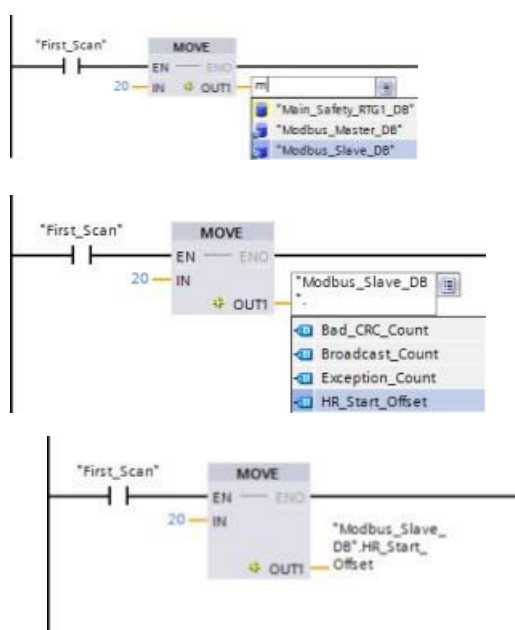 "First_Scan"
MOVE
EN ENO
20 IN OUT1 m
"Main_Safety_RTG1_DB"
"Modbus_Master_DB"
"Modbus_Slave_DB"
"First_Scan"
MOVE
EN ENO
20 IN
"Modbus_Slave_DB
".
OUT1
Bad_CRC_Count
Broadcast_Count
Exception_Count
HR_Start_Offset
"First_Scan"
MOVE
EN ENO
20 IN
"Modbus_Slave_
DB".HR_Start_
OUT1 Offset